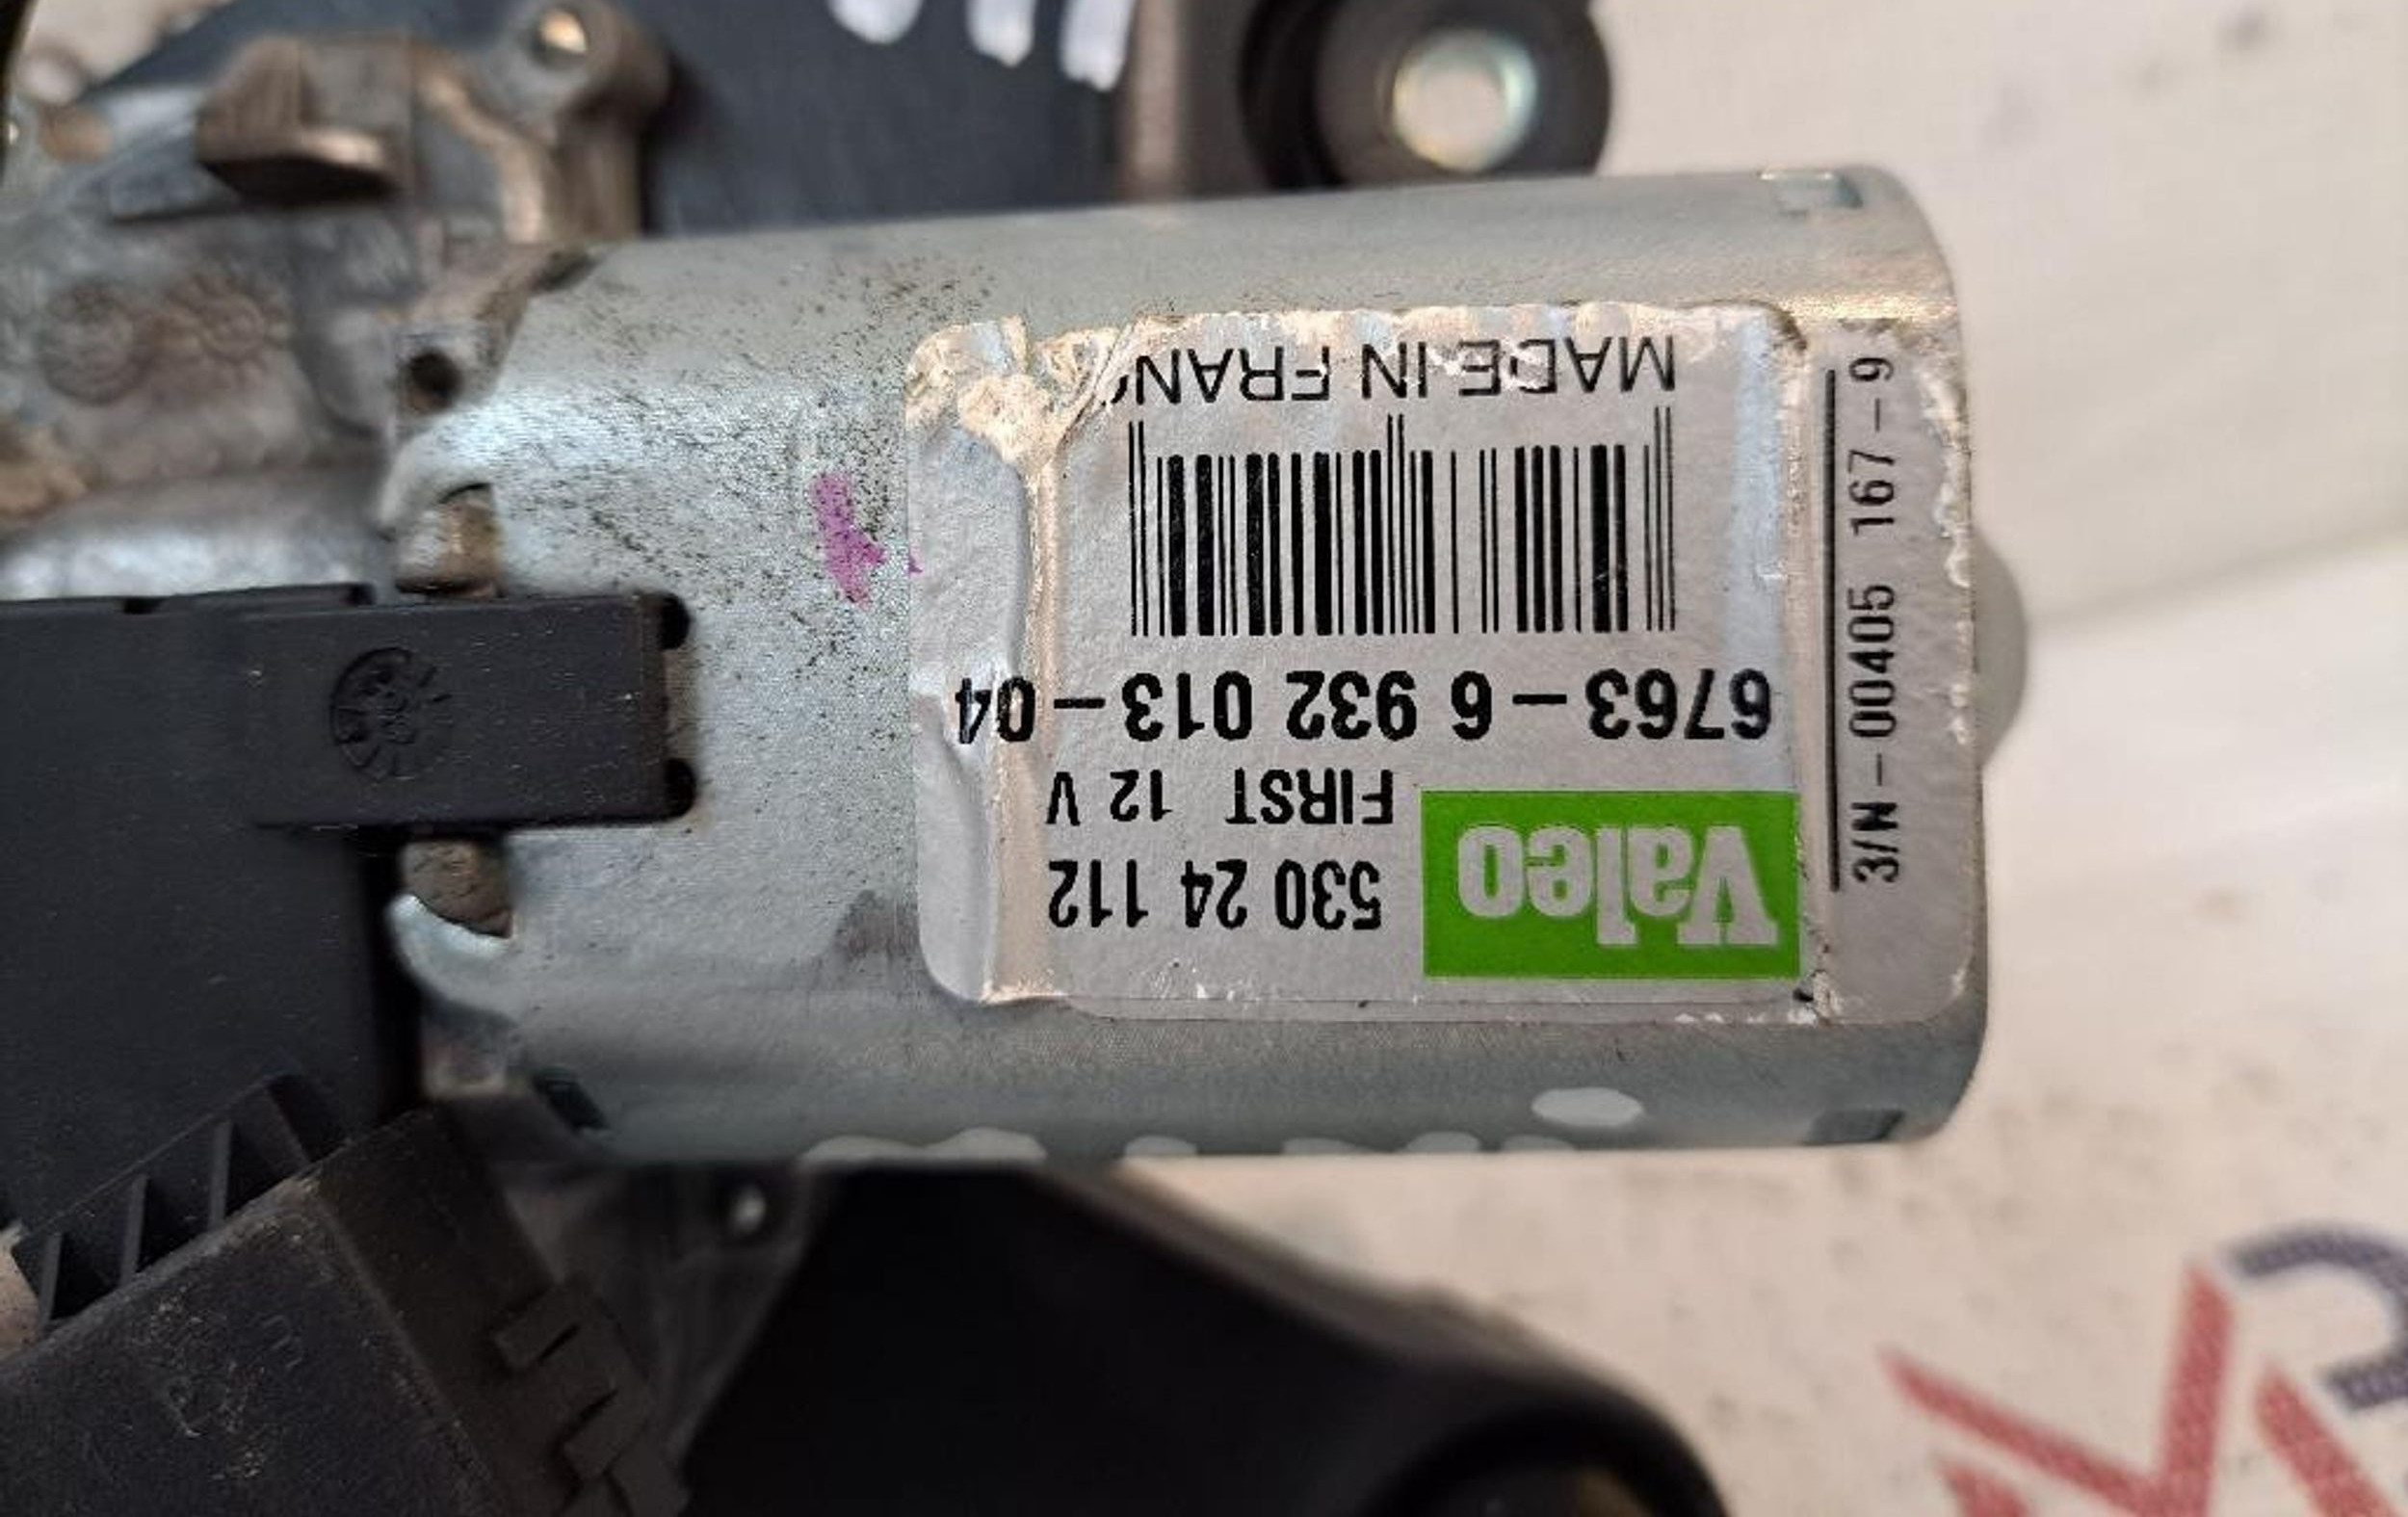 Valeo
530 24 112
FIRST 12 V
6763-6 932 013-04
MADE IN FRANC
3/N-00405 167-9